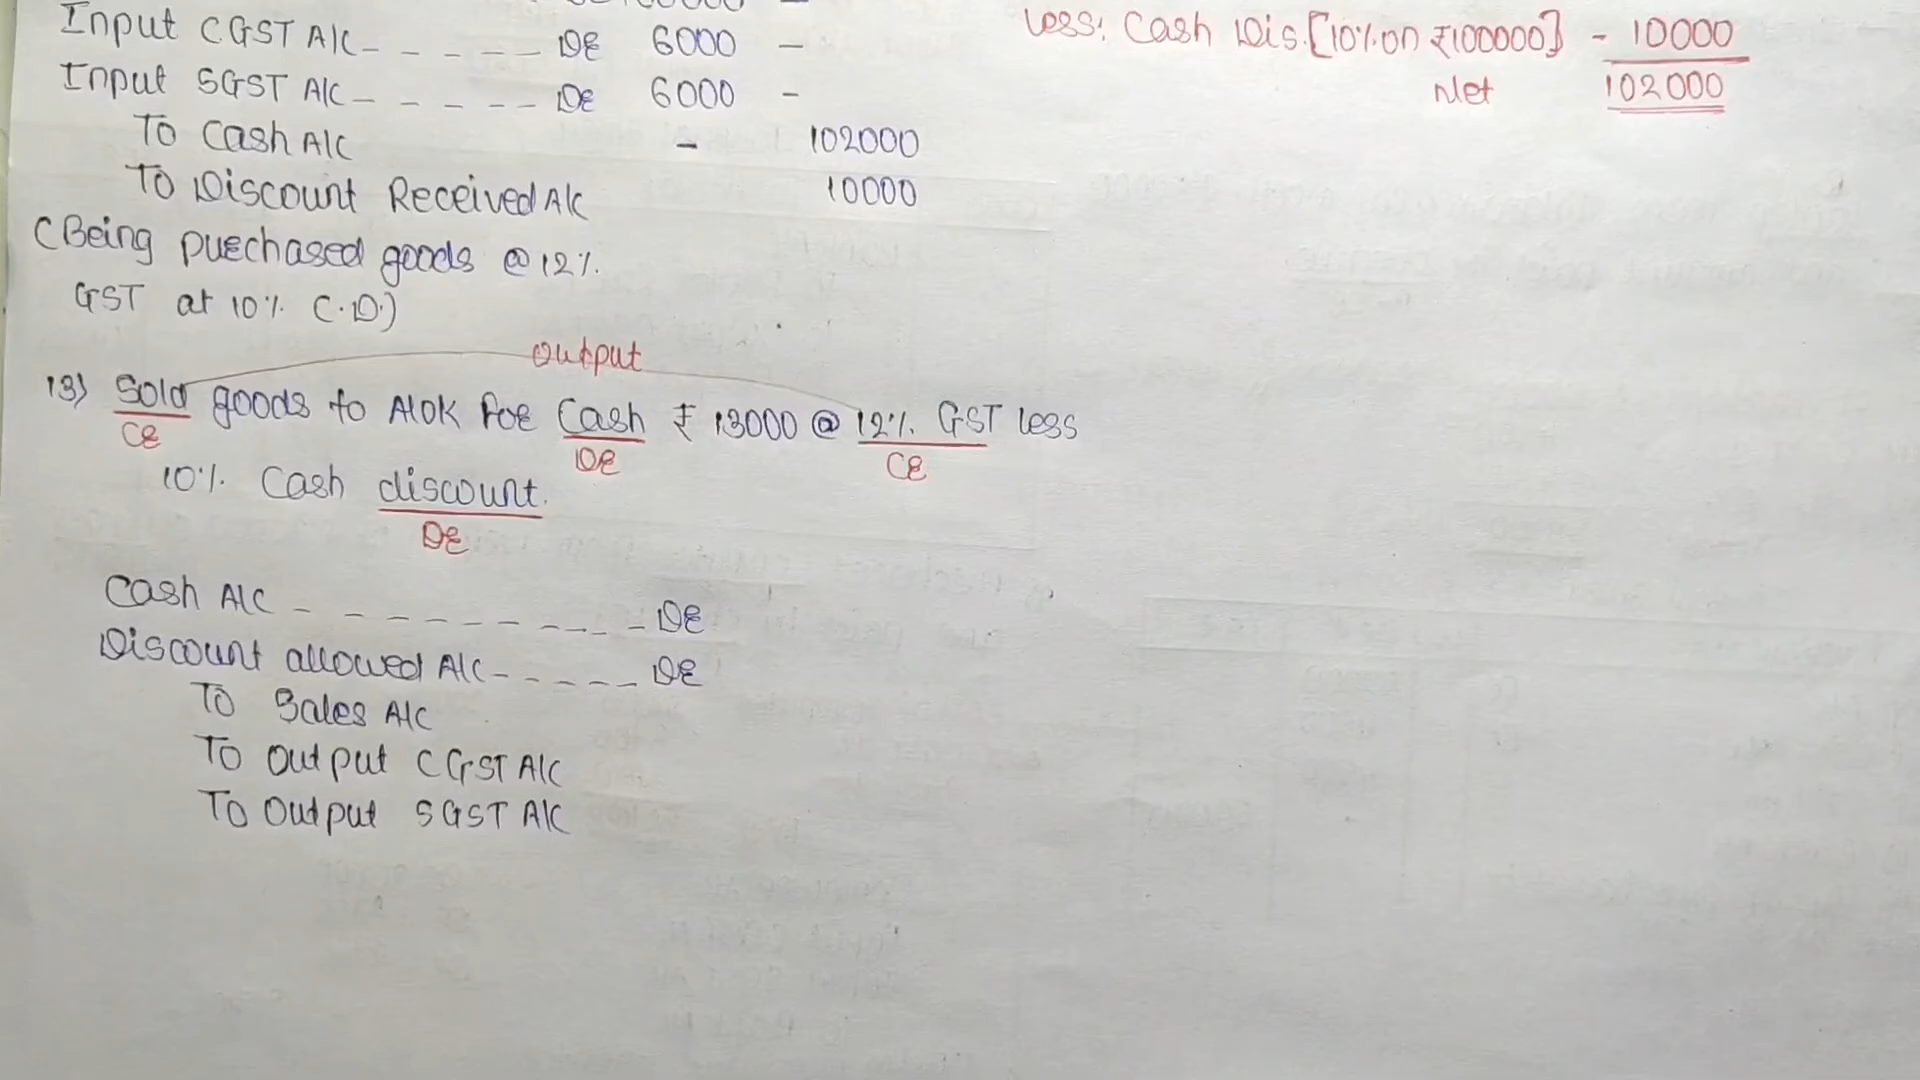 Input CGST A/C - - - - - Dr 6000 -
Input SGST A/C - - - - - Dr 6000 -
To Cash A/C - 102000
To Discount Received A/C 10000
(Being purchased goods @ 12%.
GST at 10%. C.D.)
Less: Cash Dis. [10%. on ₹100000] - 10000
Net 102000
Output
13) Sold goods to Alok for Cash ₹ 13000 @ 12%. GST less
Cr Dr Cr
10%. Cash discount.
Dr
Cash A/C - - - - - - - - - - Dr
Discount allowed A/C - - - - - Dr
To Sales A/C
To Output CGST A/C
To Output SGST A/C